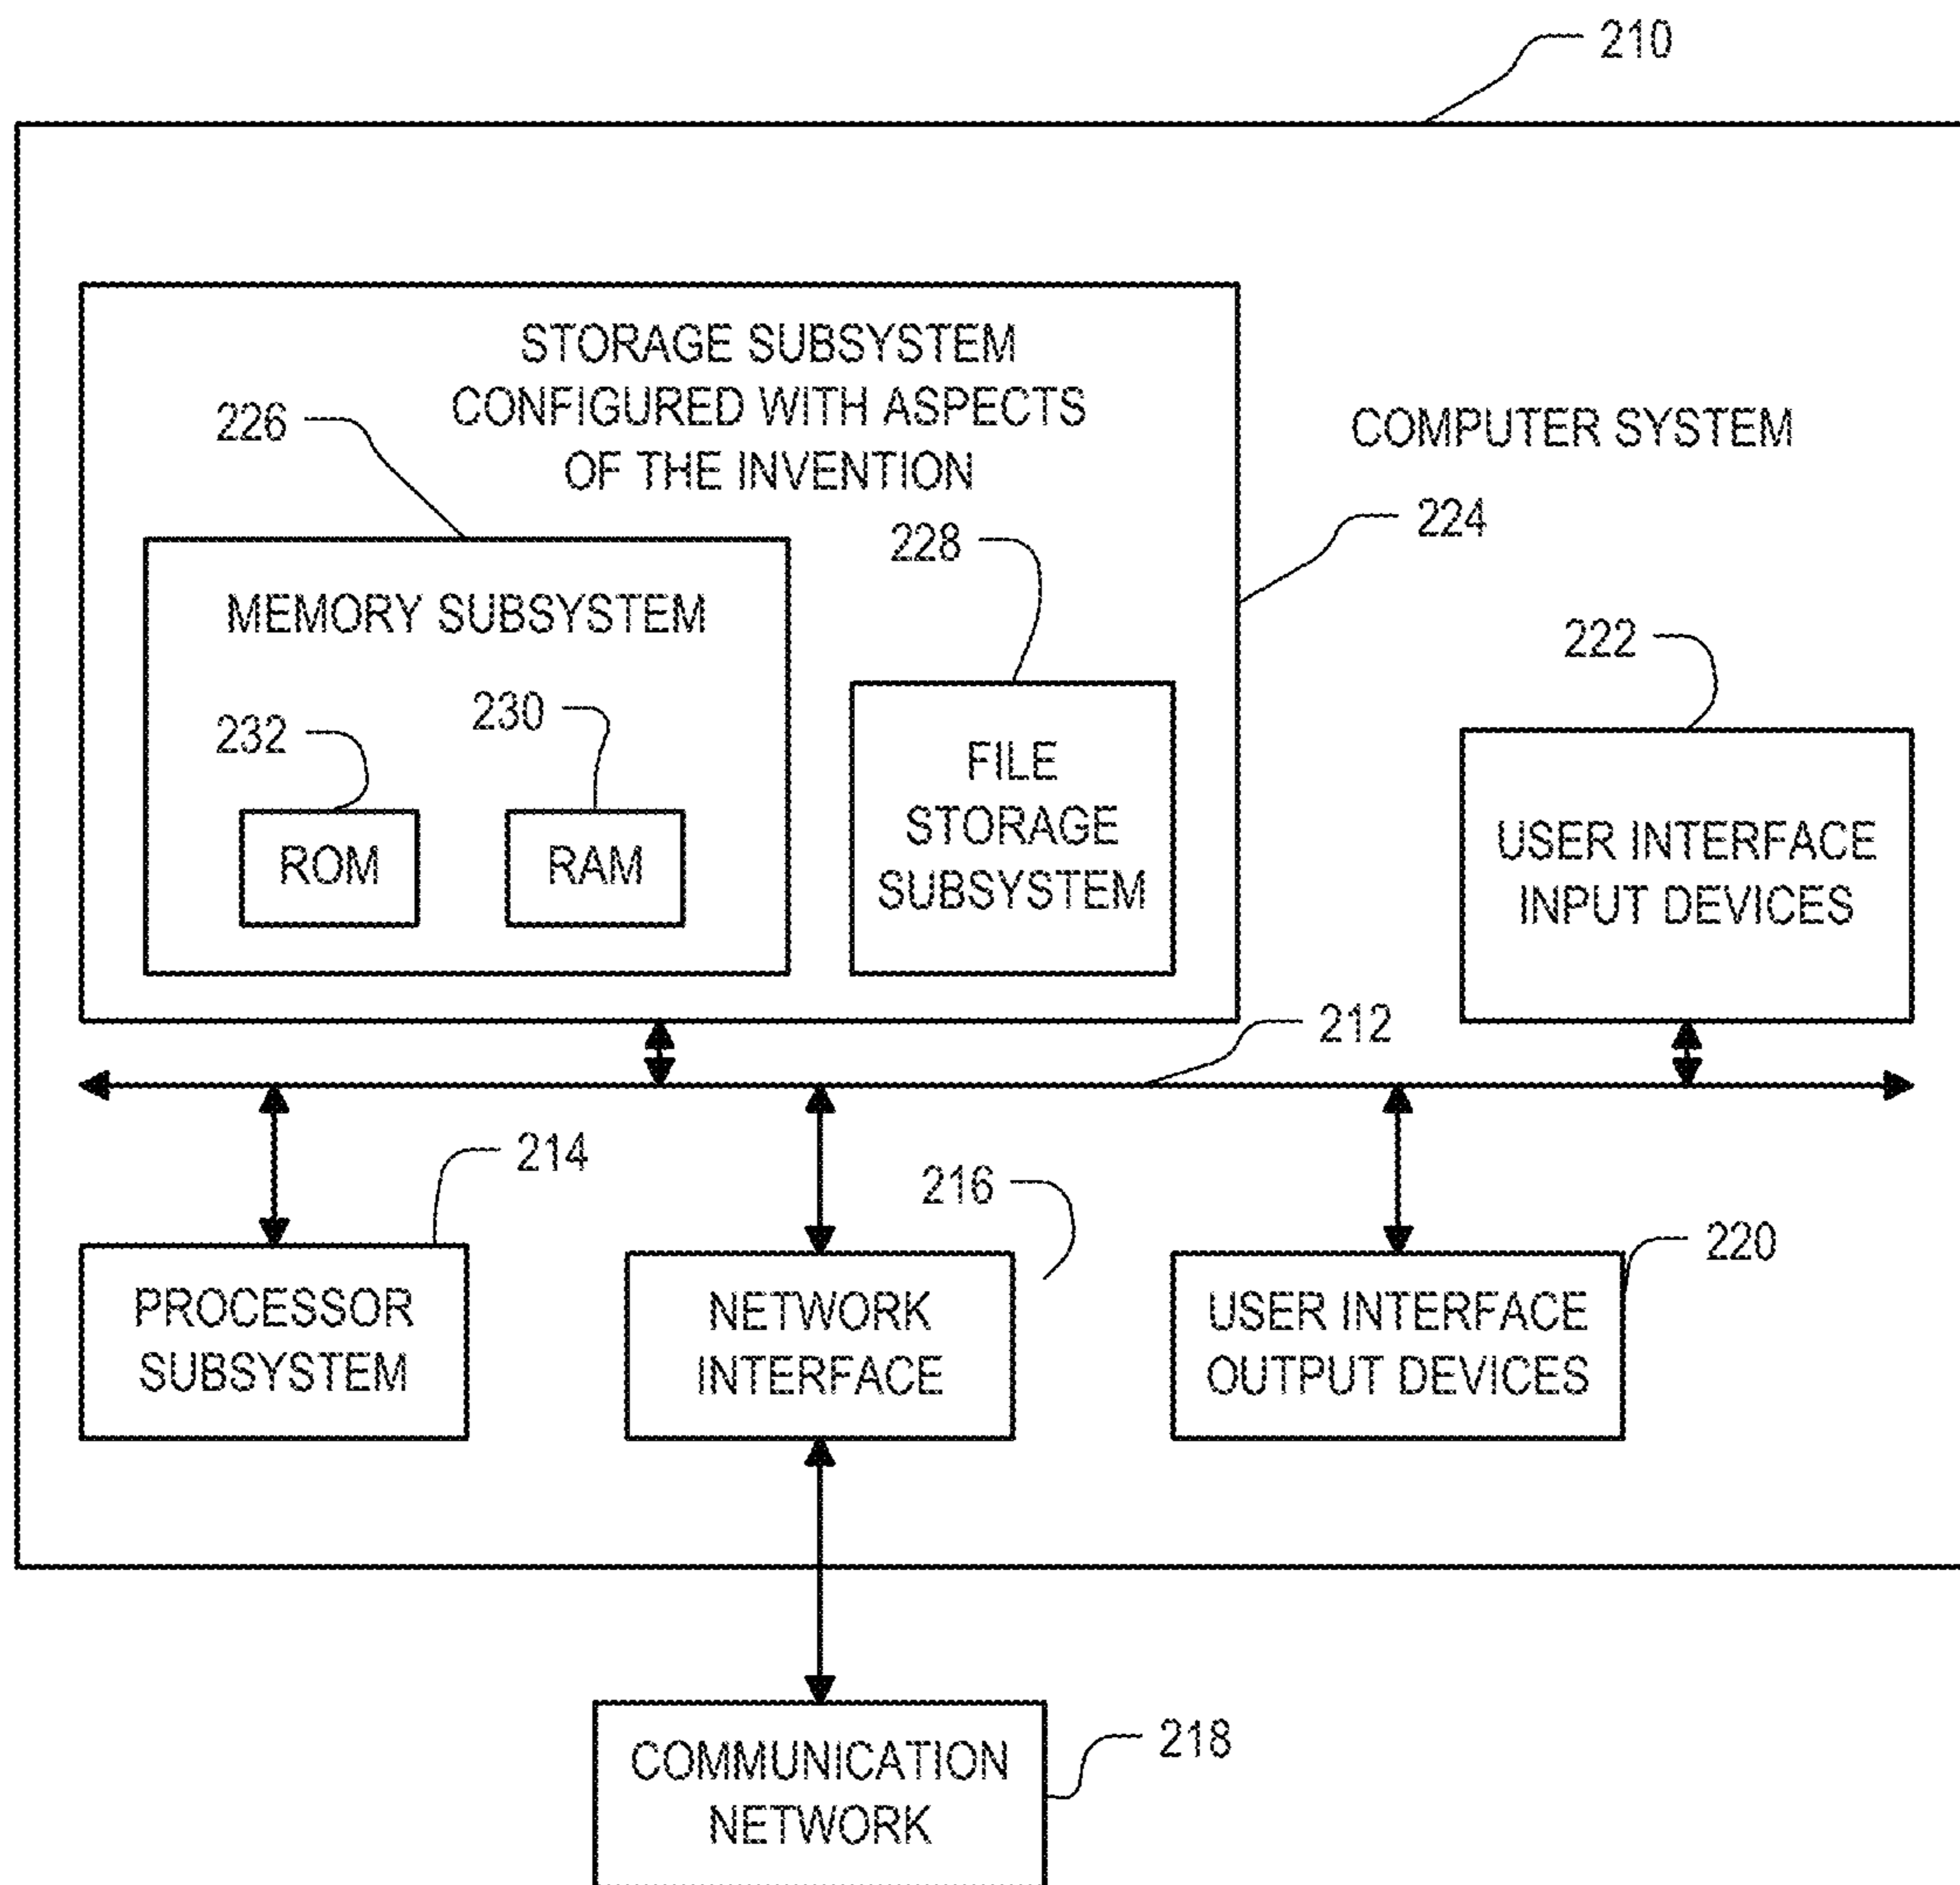 210
STORAGE SUBSYSTEM
CONFIGURED WITH ASPECTS
OF THE INVENTION
226
COMPUTER SYSTEM
224
228
MEMORY SUBSYSTEM
222
232
230
FILE
STORAGE
SUBSYSTEM
ROM
RAM
USER INTERFACE
INPUT DEVICES
212
214
216
220
PROCESSOR
SUBSYSTEM
NETWORK
INTERFACE
USER INTERFACE
OUTPUT DEVICES
218
COMMUNICATION
NETWORK